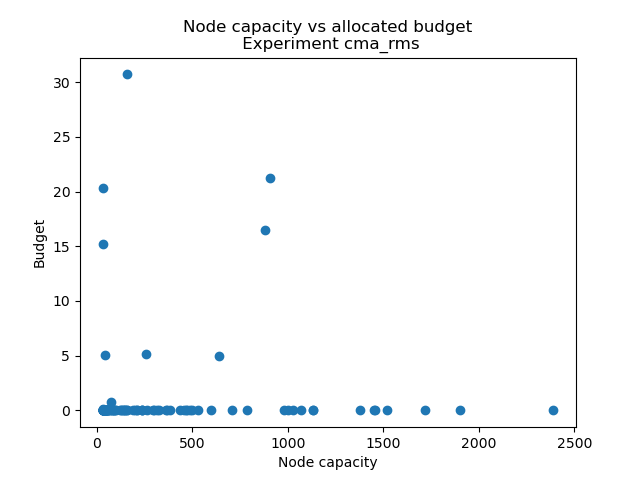 Node capacity vs allocated budget
Experiment cma_rms
30
25
20
15
10
5
0
Budget
0 500 1000 1500 2000 2500
Node capacity